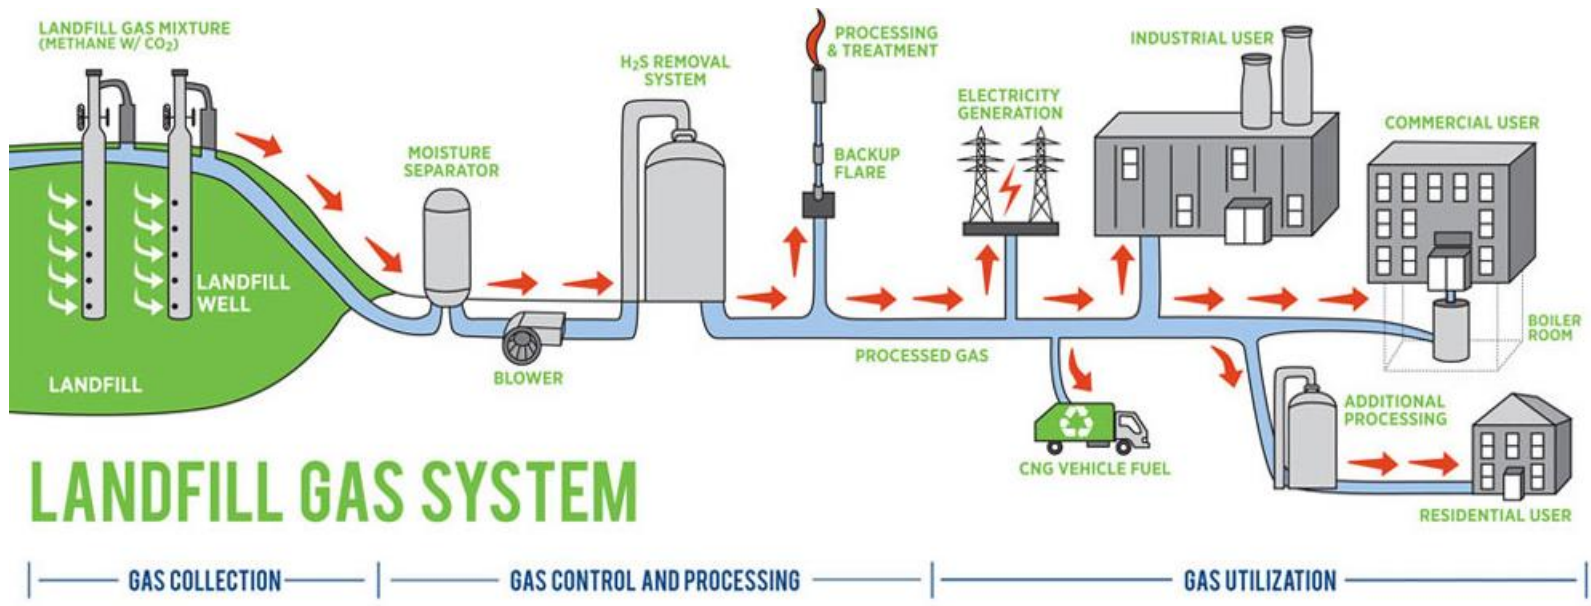 LANDFILL GAS MIXTURE
(METHANE W/ CO₂)
LANDFILL
WELL
LANDFILL
MOISTURE
SEPARATOR
BLOWER
H₂S REMOVAL
SYSTEM
PROCESSING
& TREATMENT
BACKUP
FLARE
PROCESSED GAS
ELECTRICITY
GENERATION
INDUSTRIAL USER
COMMERCIAL USER
BOILER
ROOM
CNG VEHICLE FUEL
ADDITIONAL
PROCESSING
RESIDENTIAL USER
LANDFILL GAS SYSTEM
GAS COLLECTION
GAS CONTROL AND PROCESSING
GAS UTILIZATION